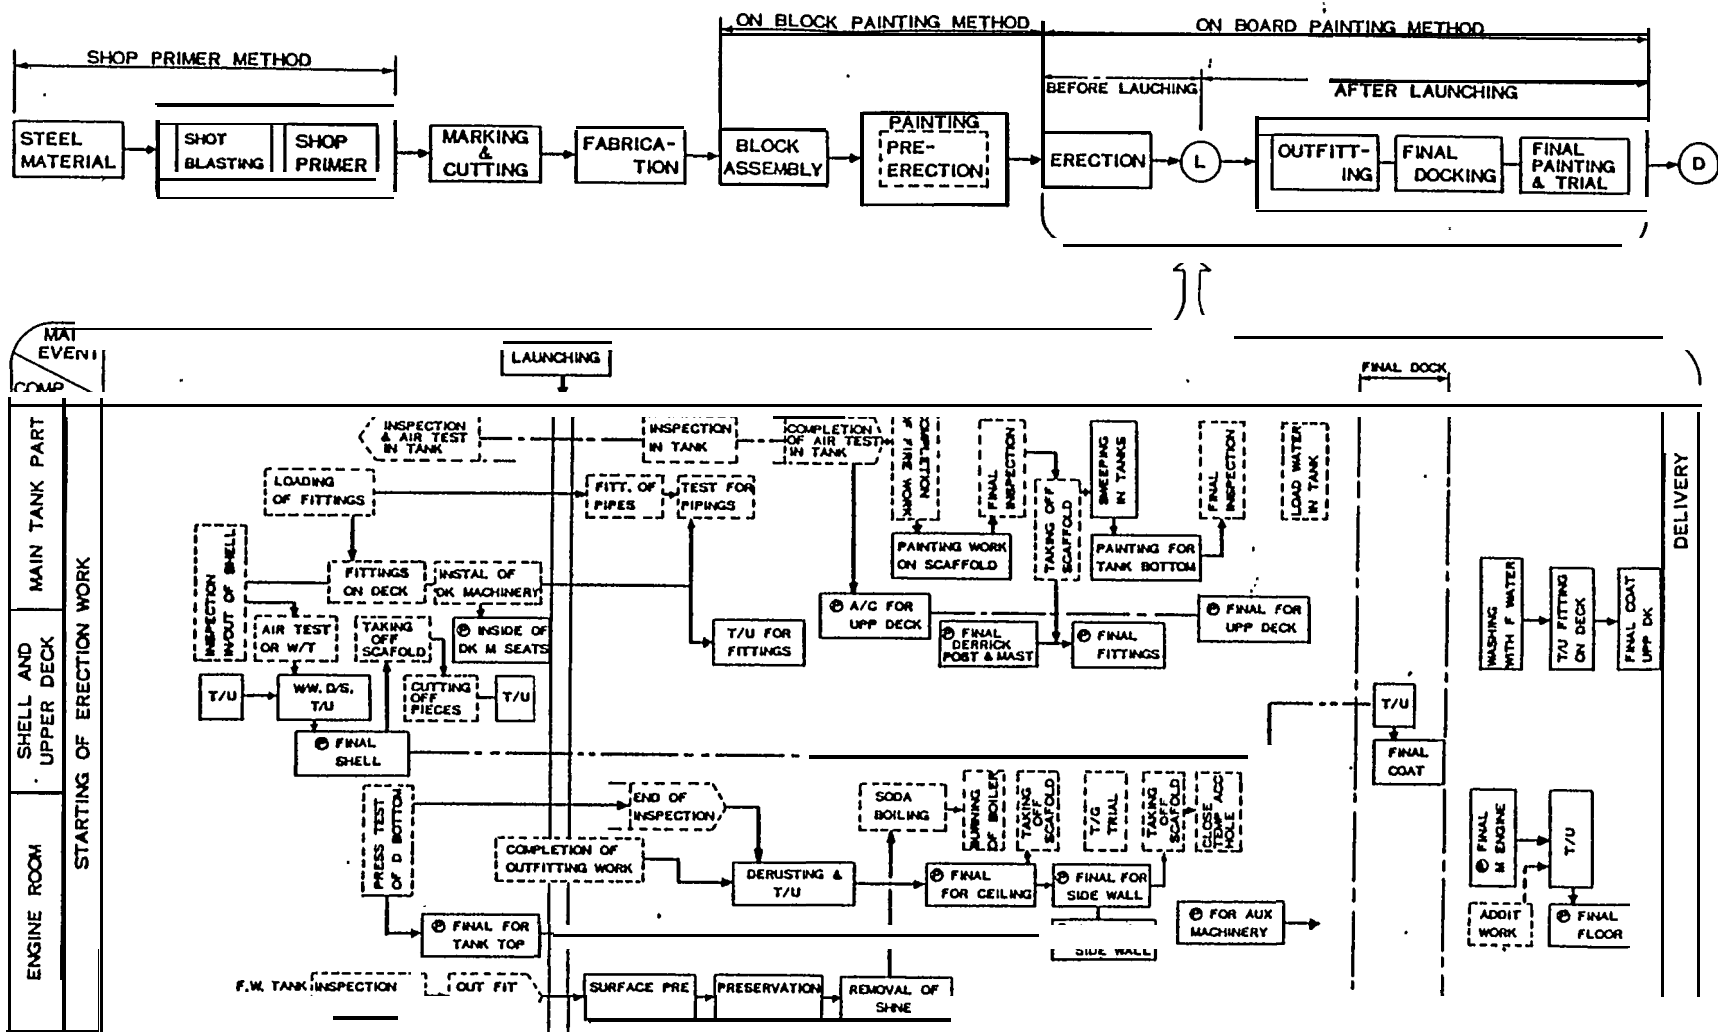 ON BLOCK PAINTING METHOD
ON BOARD PAINTING METHOD
SHOP PRIMER METHOD
BEFORE LAUCHING
AFTER LAUNCHING
STEEL
MATERIAL
SHOT
BLASTING
SHOP
PRIMER
MARKING
&
CUTTING
FABRICA-
TION
BLOCK
ASSEMBLY
PAINTING
PRE-
ERECTION
ERECTION
L
OUTFITT-
ING
FINAL
DOCKING
FINAL
PAINTING
& TRIAL
D
EVENT
COMP
LAUNCHING
FINAL DOCK
MAIN TANK PART
SHELL AND
UPPER DECK
ENGINE ROOM
STARTING OF ERECTION WORK
DELIVERY
INSPECTION
& AIR TEST
IN TANK
INSPECTION
IN TANK
COMPLETION
OF AIR TEST
IN TANK
COMPLETION
OF FIRE WORK
FINAL
INSPECTION
TAKING OFF
SCAFFOLD
SWEEPING
IN TANKS
FINAL
INSPECTION
LOAD WATER
IN TANK
LOADING
OF FITTINGS
FITT. OF
PIPES
TEST FOR
PIPINGS
PAINTING WORK
ON SCAFFOLD
PAINTING FOR
TANK BOTTOM
INSPECTION
IN/OUT OF SHELL
FITTINGS
ON DECK
INSTAL OF
DK MACHINERY
AIR TEST
OR W/T
TAKING
OFF
SCAFOLD
Ⓟ INSIDE OF
DK M SEATS
T/U FOR
FITTINGS
Ⓟ A/C FOR
UPP DECK
Ⓟ FINAL
DERRICK
POST & MAST
Ⓟ FINAL
FITTINGS
Ⓟ FINAL FOR
UPP DECK
WASHING
WITH F WATER
T/U FITTING
ON DECK
FINAL COAT
UPP DK
T/U
WW. D/S.
T/U
CUTTING
OFF
PIECES
T/U
Ⓟ FINAL
SHELL
T/U
FINAL
COAT
PRESS TEST
OF D BOTTOM
END OF
INSPECTION
SODA
BOILING
BURNING
OF BOILER
TAKING
OFF
SCAFOLD
T/G
TRIAL
TAKING
OFF
SCAFOLD
CLOSE
TEMP ACC
HOLE
COMPLETION OF
OUTFITTING WORK
DERUSTING &
T/U
Ⓟ FINAL
FOR CEILING
Ⓟ FINAL FOR
SIDE WALL
SIDE WALL
Ⓟ FOR AUX
MACHINERY
Ⓟ FINAL
M ENGINE
T/U
ADDIT
WORK
Ⓟ FINAL
FLOOR
Ⓟ FINAL FOR
TANK TOP
F.W. TANK
INSPECTION
OUT FIT
SURFACE PRE
PRESERVATION
REMOVAL OF
SHNE